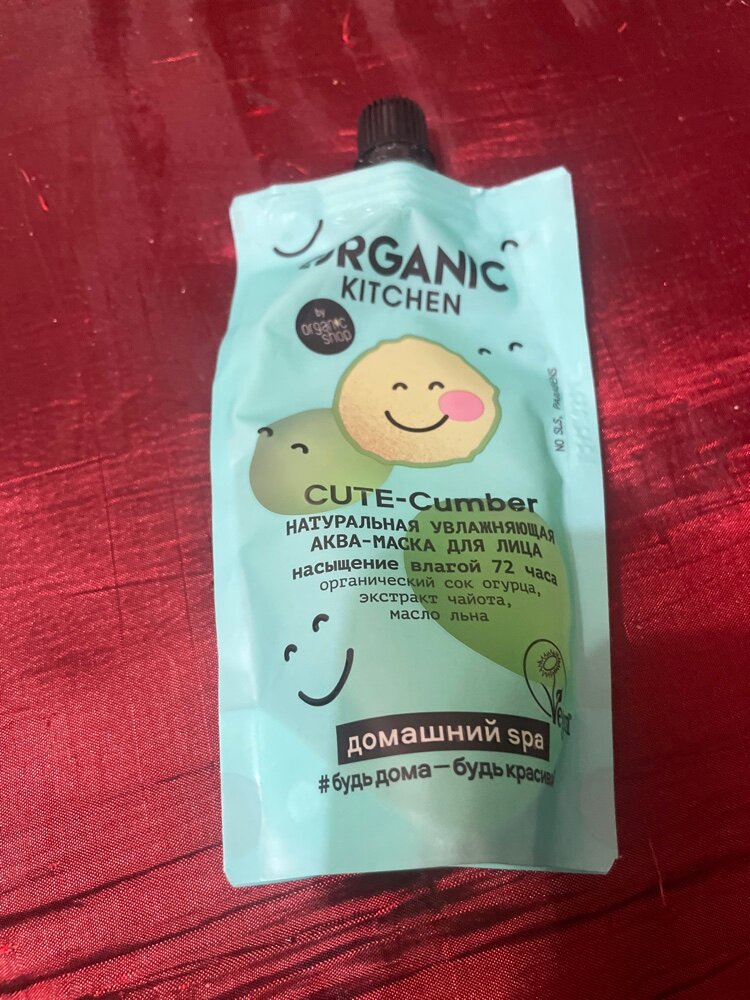 ORGANIC
KITCHEN
by
organic
shop
NO SLS, PARABENS
CUTE-Cumber
НАТУРАЛЬНАЯ УВЛАЖНЯЮЩАЯ
АКВА-МАСКА ДЛЯ ЛИЦА
насыщение влагой 72 часа
органический сок огурца,
экстракт чайота,
масло льна
домашний spa
#будь дома—будь красив